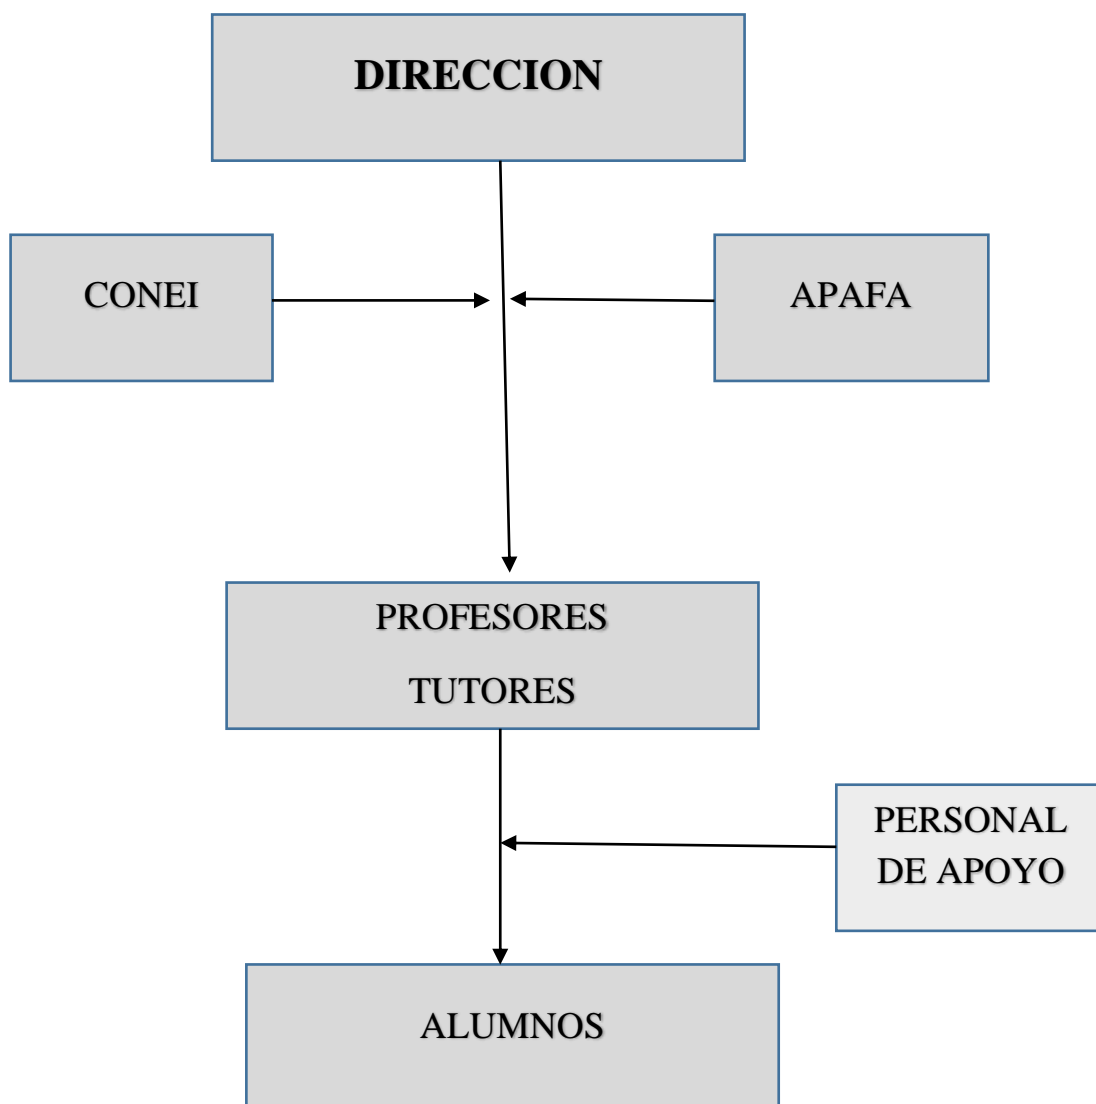 DIRECCION
CONEI
APAFA
PROFESORES
TUTORES
PERSONAL
DE APOYO
ALUMNOS